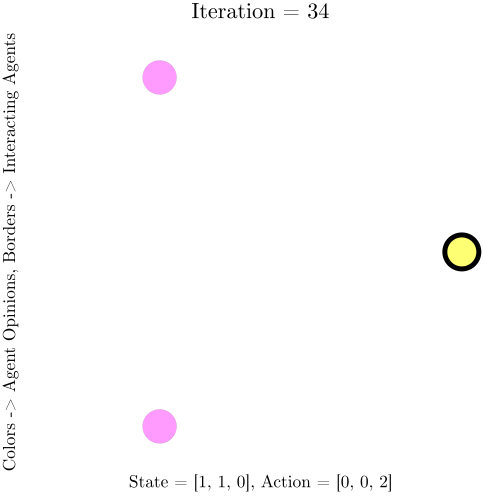 Iteration = 34
Colors -> Agent Opinions, Borders -> Interacting Agents
State = [1, 1, 0], Action = [0, 0, 2]